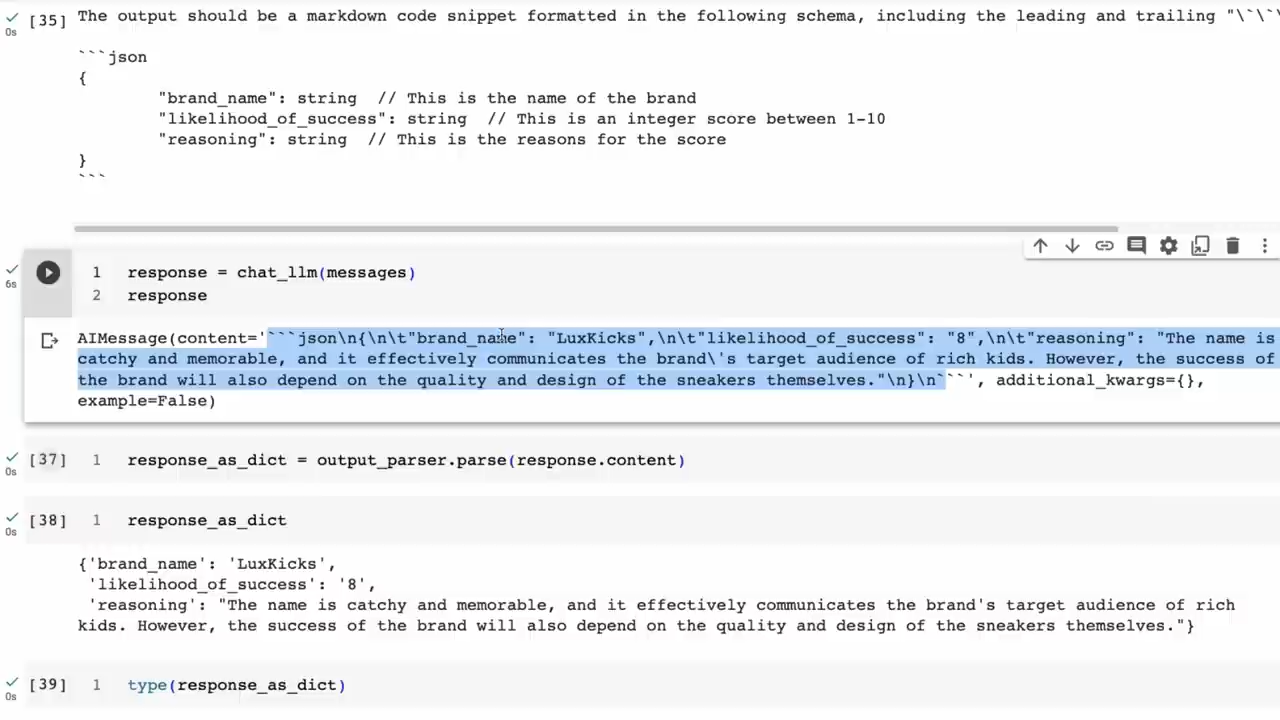 [35] The output should be a markdown code snippet formatted in the following schema, including the leading and trailing "\`\`\
0s
```json
{
"brand_name": string  // This is the name of the brand
"likelihood_of_success": string  // This is an integer score between 1-10
"reasoning": string  // This is the reasons for the score
}
```
6s
1 response = chat_llm(messages)
2 response
AIMessage(content='```json\n{\n\t"brand_name": "LuxKicks",\n\t"likelihood_of_success": "8",\n\t"reasoning": "The name is
catchy and memorable, and it effectively communicates the brand\'s target audience of rich kids. However, the success of
the brand will also depend on the quality and design of the sneakers themselves."\n}\n```', additional_kwargs={},
example=False)
[37] 1 response_as_dict = output_parser.parse(response.content)
0s
[38] 1 response_as_dict
0s
{'brand_name': 'LuxKicks',
'likelihood_of_success': '8',
'reasoning': "The name is catchy and memorable, and it effectively communicates the brand's target audience of rich
kids. However, the success of the brand will also depend on the quality and design of the sneakers themselves."}
[39] 1 type(response_as_dict)
0s